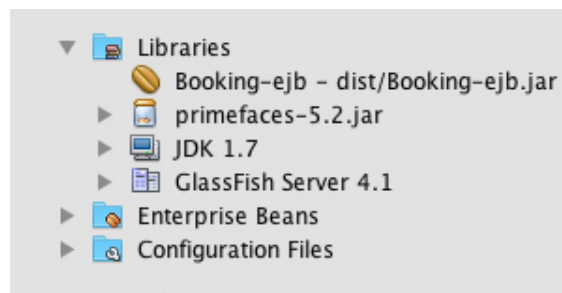 Libraries
Booking-ejb - dist/Booking-ejb.jar
primefaces-5.2.jar
JDK 1.7
GlassFish Server 4.1
Enterprise Beans
Configuration Files